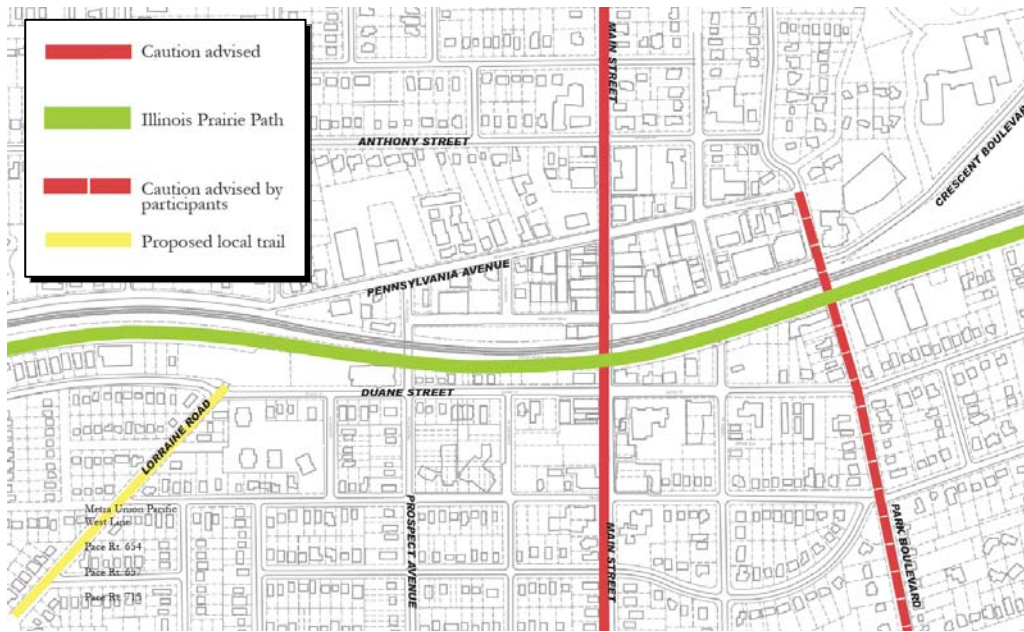 Caution advised
Illinois Prairie Path
Caution advised by
participants
Proposed local trail
MAIN STREET
ANTHONY STREET
CRESCENT BOULEVAR
PENNSYLVANIA AVENUE
DUANE STREET
LORRAINE ROAD
Metra Union Pacific
West Line
Pace Rt. 654
Pace Rt. 657
Pace Rt. 715
PROSPECT AVENUE
MAIN STREET
PARK BOULEVARD